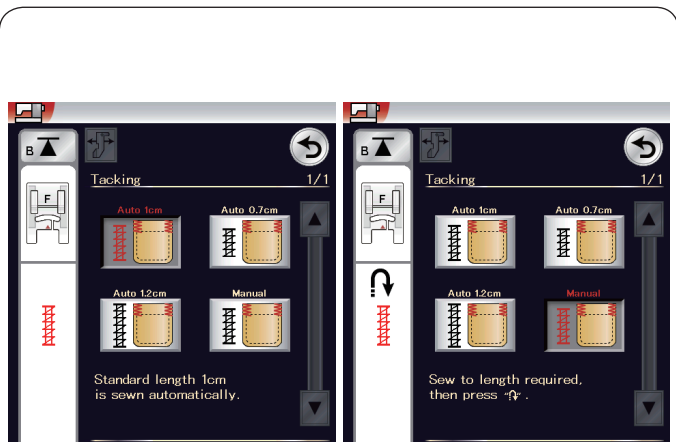 B
F
Tacking 1/1
Auto 1cm Auto 0.7cm
Auto 1.2cm Manual
Standard length 1cm
is sewn automatically.
B
F
Tacking 1/1
Auto 1cm Auto 0.7cm
Auto 1.2cm Manual
Sew to length required,
then press “ ”.